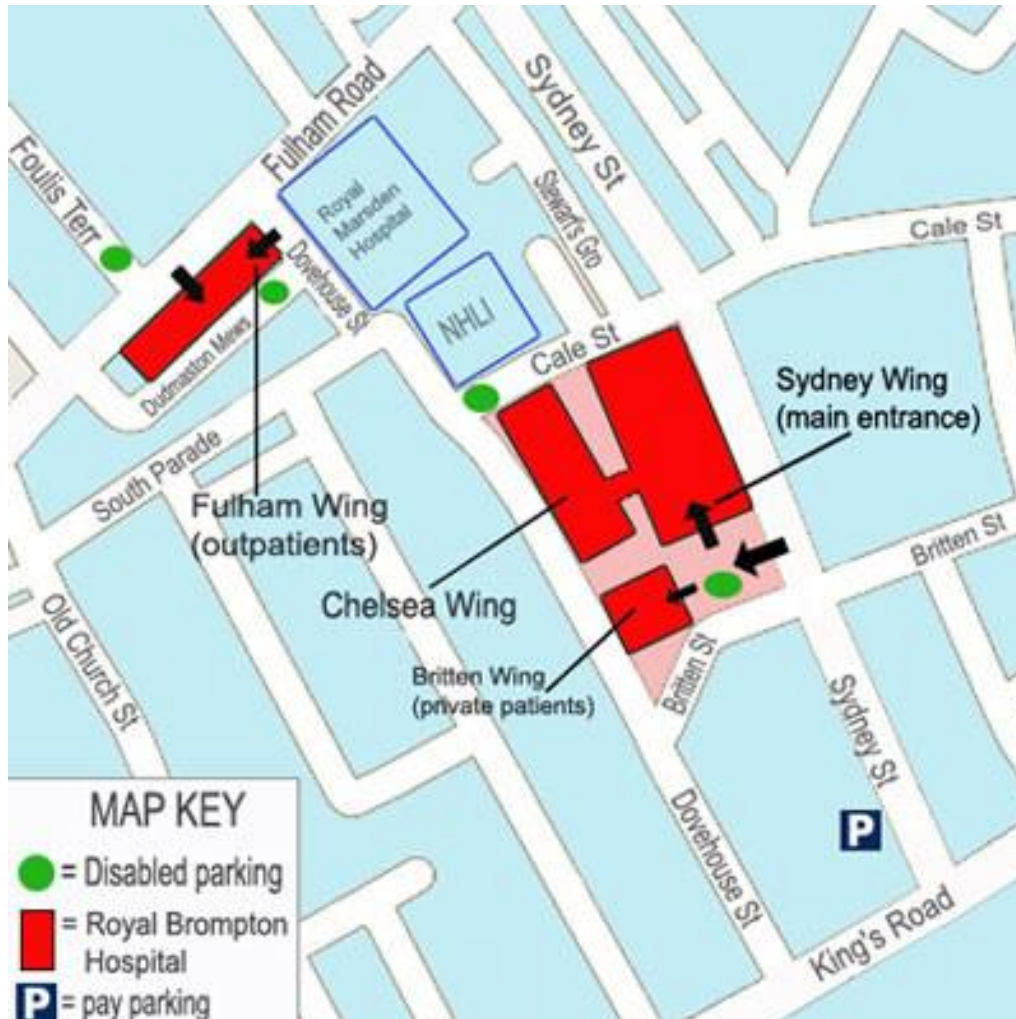 Fulham Road
Sydney St
Foulis Terr
Royal
Marsden
Hospital
Stewart's Gro
Cale St
Dovehouse St
NHLI
Cale St
Dudmaston Mews
Sydney Wing
(main entrance)
South Parade
Fulham Wing
(outpatients)
Britten St
Chelsea Wing
Old Church St
Britten Wing
(private patients)
Britten St
Sydney St
Dovehouse St
P
King's Road
MAP KEY
= Disabled parking
= Royal Brompton
Hospital
P = pay parking